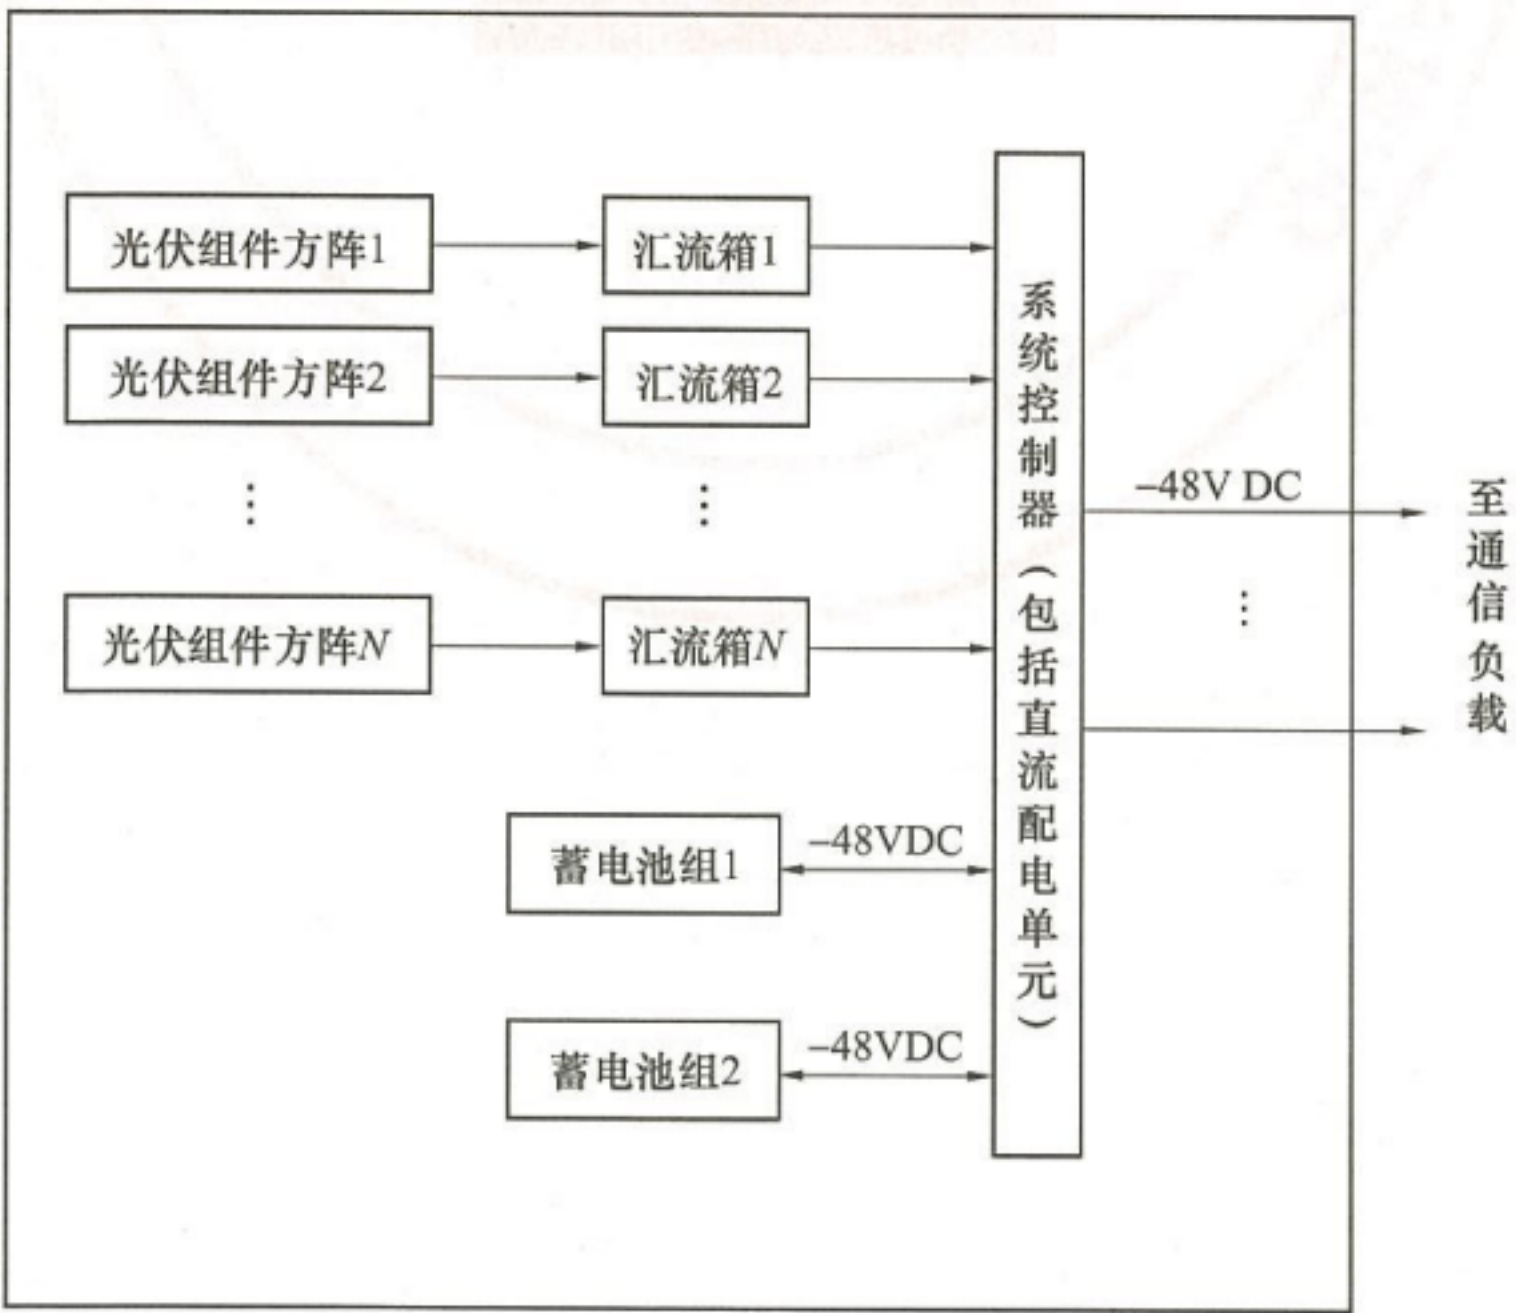 光伏组件方阵1
汇流箱1
光伏组件方阵2
汇流箱2
⋮
⋮
光伏组件方阵N
汇流箱N
系统控制器（包括直流配电单元）
–48V DC
⋮
至通信负载
蓄电池组1
–48VDC
蓄电池组2
–48VDC